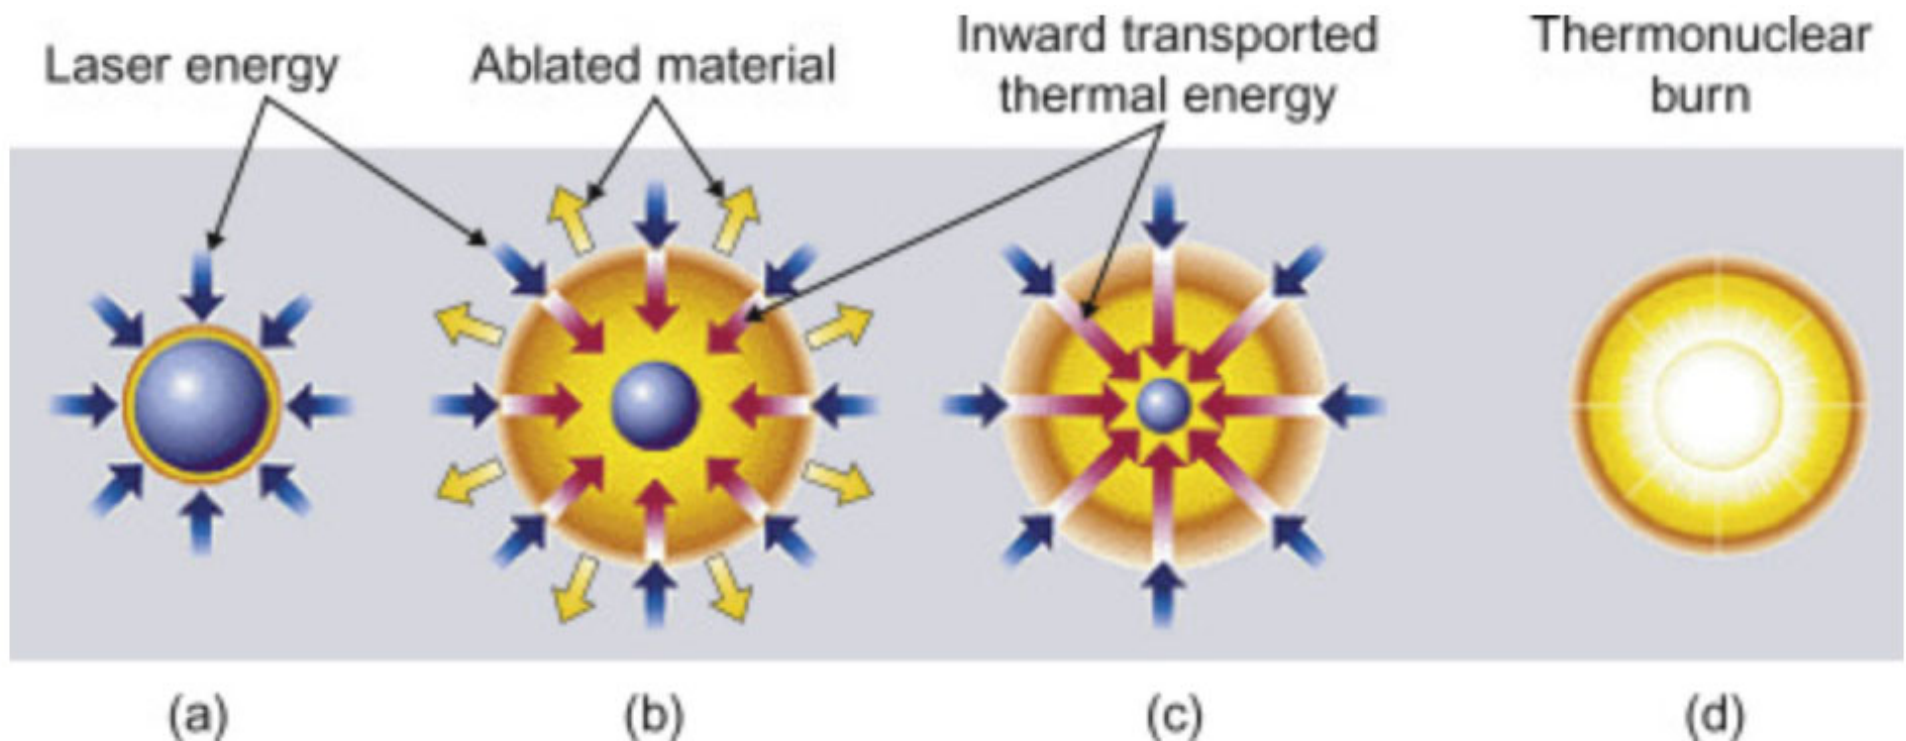 Laser energy
Ablated material
Inward transported
thermal energy
Thermonuclear
burn
(a)
(b)
(c)
(d)